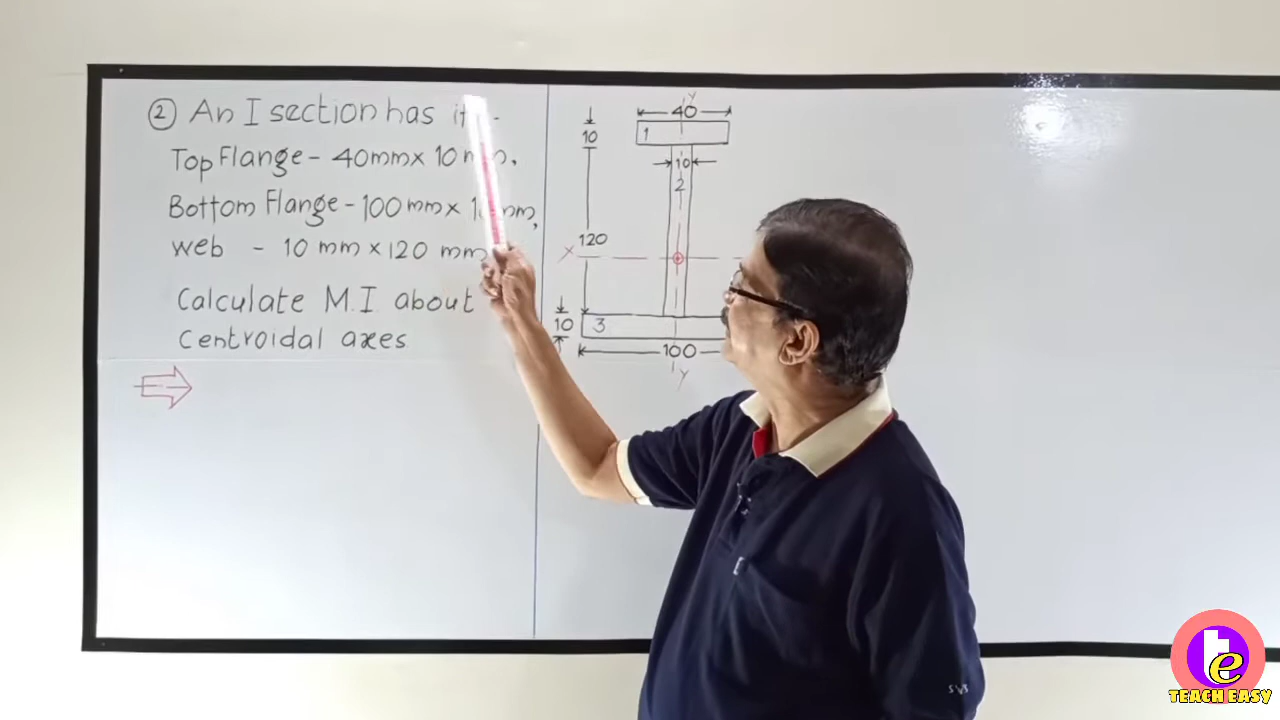 ② An I section has
Top Flange - 40mm x 10
Bottom Flange - 100 mm x
web - 10 mm x 120 mm
Calculate M.I about
Centroidal axes
Y
40
10
1
10
2
120
X
10
3
100
Y
te
TEACH EASY